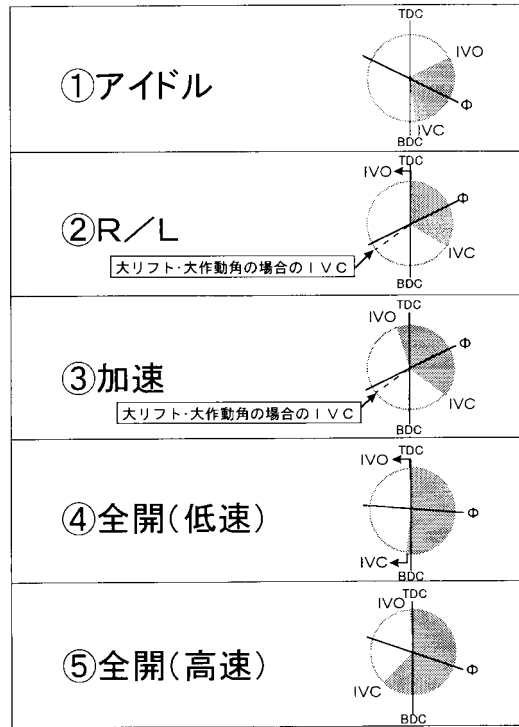 TDC
IVO
①アイドル
Φ
IVC
BDC
TDC
IVO
Φ
②R／L
IVC
大リフト・大作動角の場合のIVC
BDC
TDC
IVO
Φ
③加速
IVC
大リフト・大作動角の場合のIVC
BDC
TDC
IVO
④全開(低速)
Φ
IVC
BDC
TDC
IVO
⑤全開(高速)
Φ
IVC
BDC